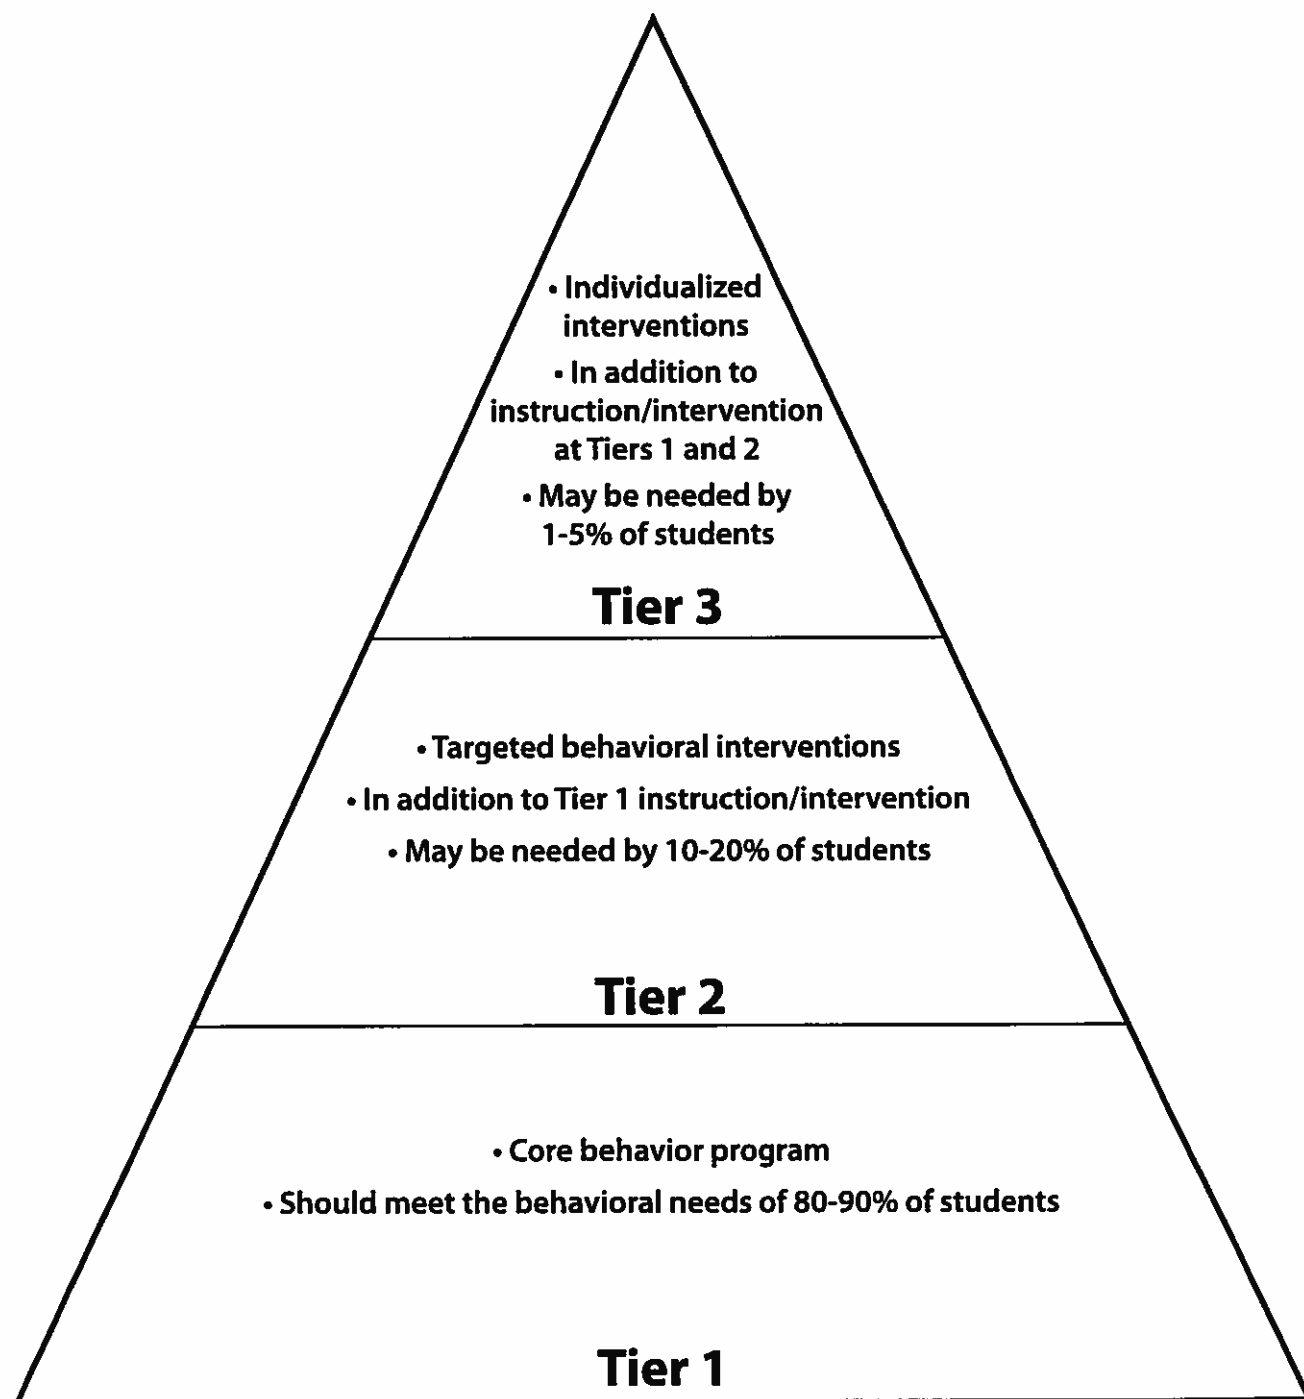 • Individualized
interventions
• In addition to
instruction/intervention
at Tiers 1 and 2
• May be needed by
1-5% of students
Tier 3
• Targeted behavioral interventions
• In addition to Tier 1 instruction/intervention
• May be needed by 10-20% of students
Tier 2
• Core behavior program
• Should meet the behavioral needs of 80-90% of students
Tier 1